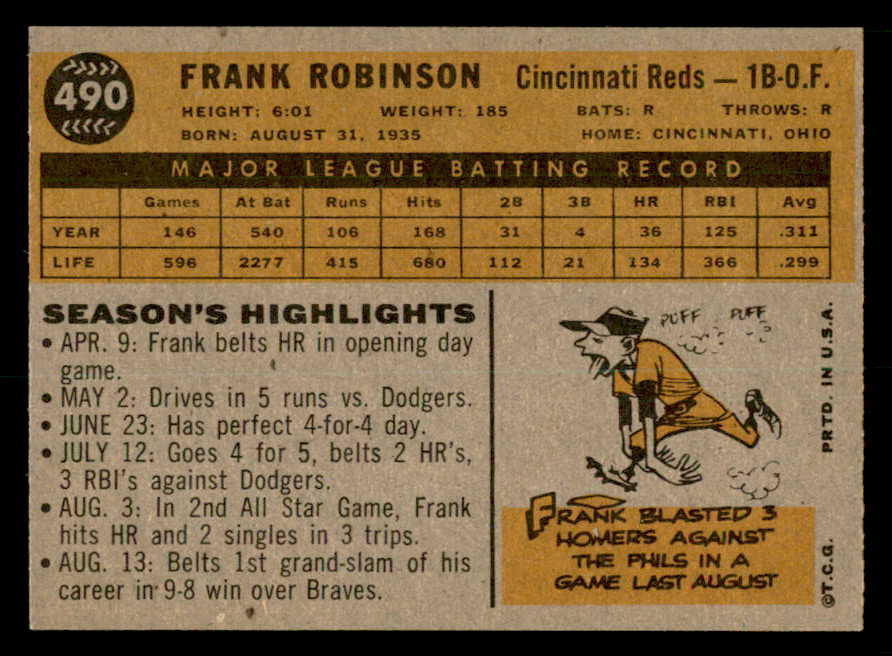 490
FRANK ROBINSON Cincinnati Reds — 1B-O.F.
HEIGHT: 6:01 WEIGHT: 185 BATS: R THROWS: R
BORN: AUGUST 31, 1935 HOME: CINCINNATI, OHIO
MAJOR LEAGUE BATTING RECORD
Games At Bat Runs Hits 2B 3B HR RBI Avg
YEAR 146 540 106 168 31 4 36 125 .311
LIFE 596 2277 415 680 112 21 134 366 .299
SEASON'S HIGHLIGHTS
• APR. 9: Frank belts HR in opening day
game.
• MAY 2: Drives in 5 runs vs. Dodgers.
• JUNE 23: Has perfect 4-for-4 day.
• JULY 12: Goes 4 for 5, belts 2 HR's,
3 RBI's against Dodgers.
• AUG. 3: In 2nd All Star Game, Frank
hits HR and 2 singles in 3 trips.
• AUG. 13: Belts 1st grand-slam of his
career in 9-8 win over Braves.
PUFF PUFF
FRANK BLASTED 3
HOMERS AGAINST
THE PHILS IN A
GAME LAST AUGUST
PRTD. IN U.S.A.
©T.C.G.